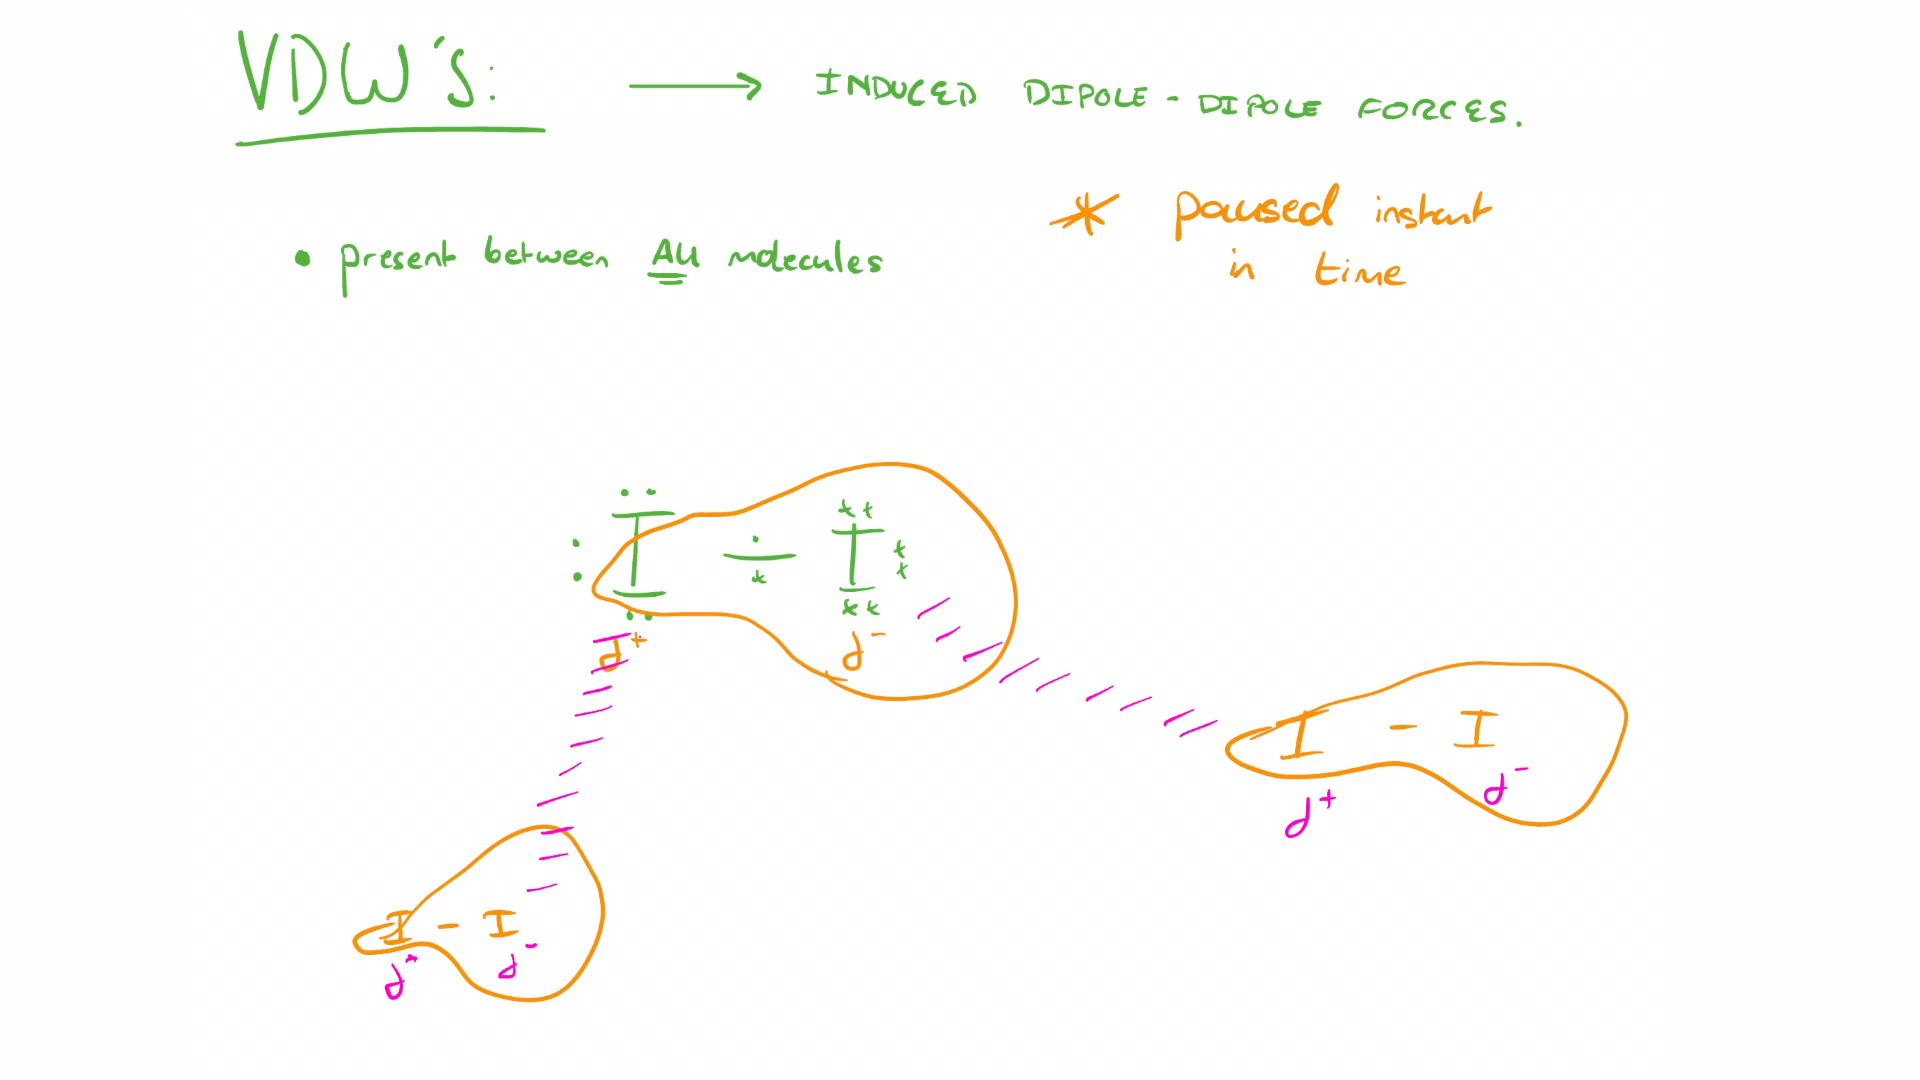 VDW'S: → INDUCED DIPOLE - DIPOLE FORCES.
* paused instant
in time
• present between All molecules
I - I
δ+ δ-
I - I
δ+ δ-
I - I
δ+ δ-